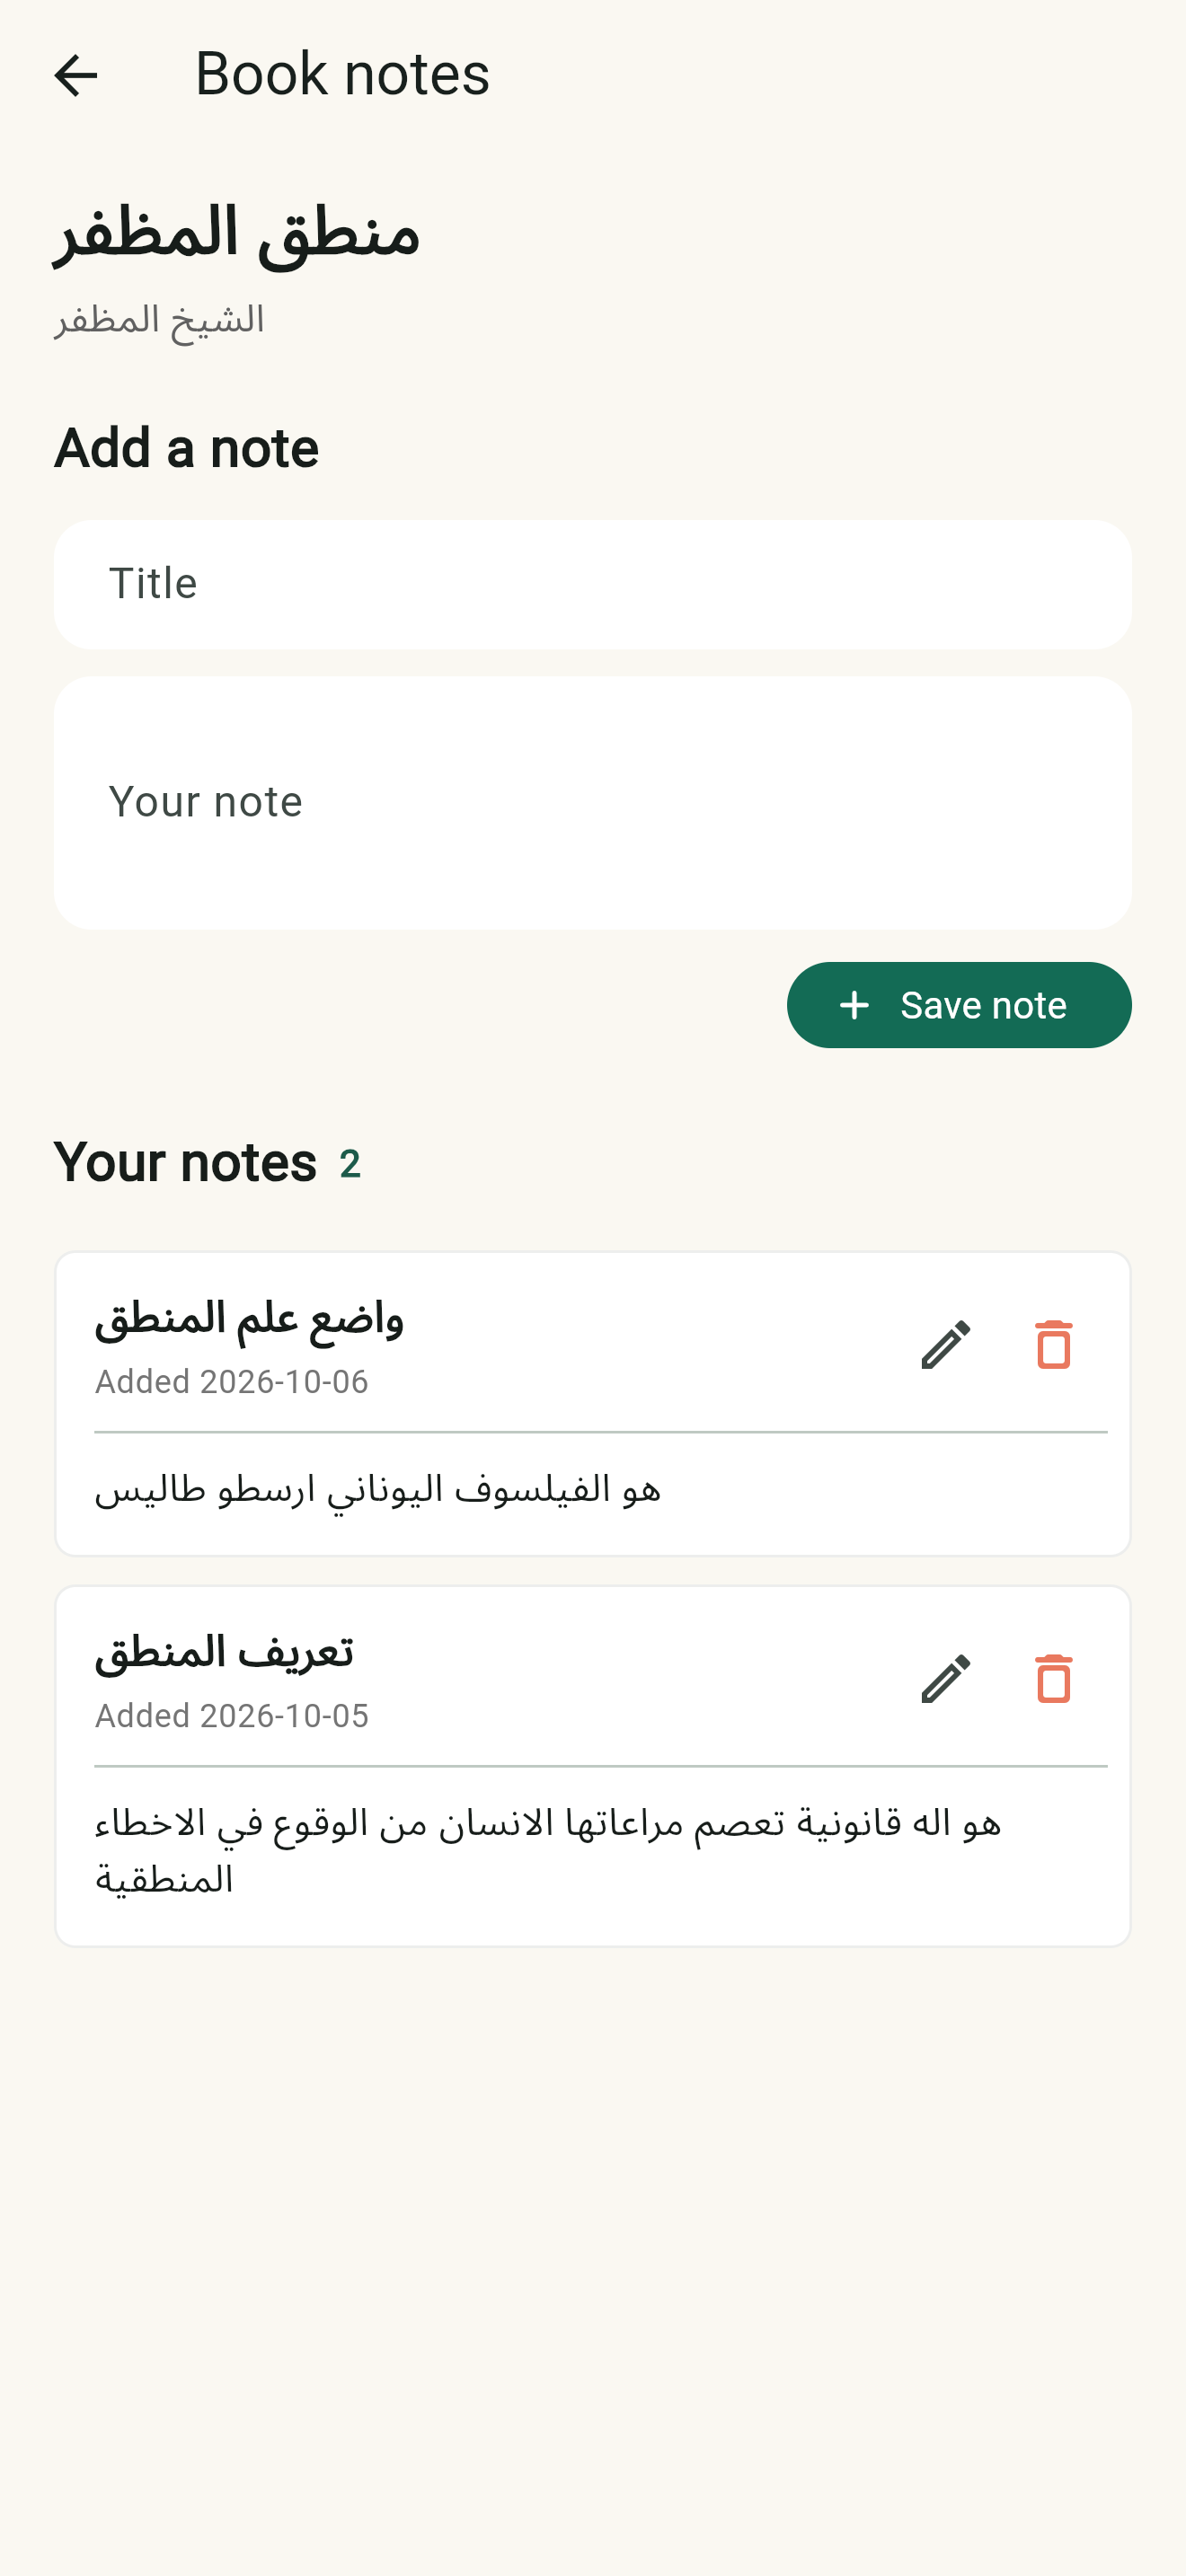 Book notes
منطق المظفر
الشيخ المظفر
Add a note
Title
Your note
Save note
Your notes 2
واضع علم المنطق
Added 2026-10-06
هو الفيلسوف اليوناني ارسطو طاليس
تعريف المنطق
Added 2026-10-05
هو اله قانونية تعصم مراعاتها الانسان من الوقوع في الاخطاء
المنطقية